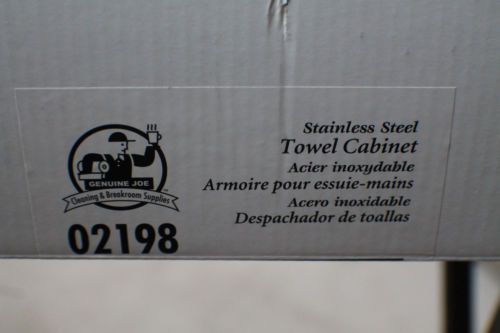 GENUINE JOE
Cleaning & Breakroom Supplies
02198
Stainless Steel
Towel Cabinet
Acier inoxydable
Armoire pour essuie-mains
Acero inoxidable
Despachador de toallas